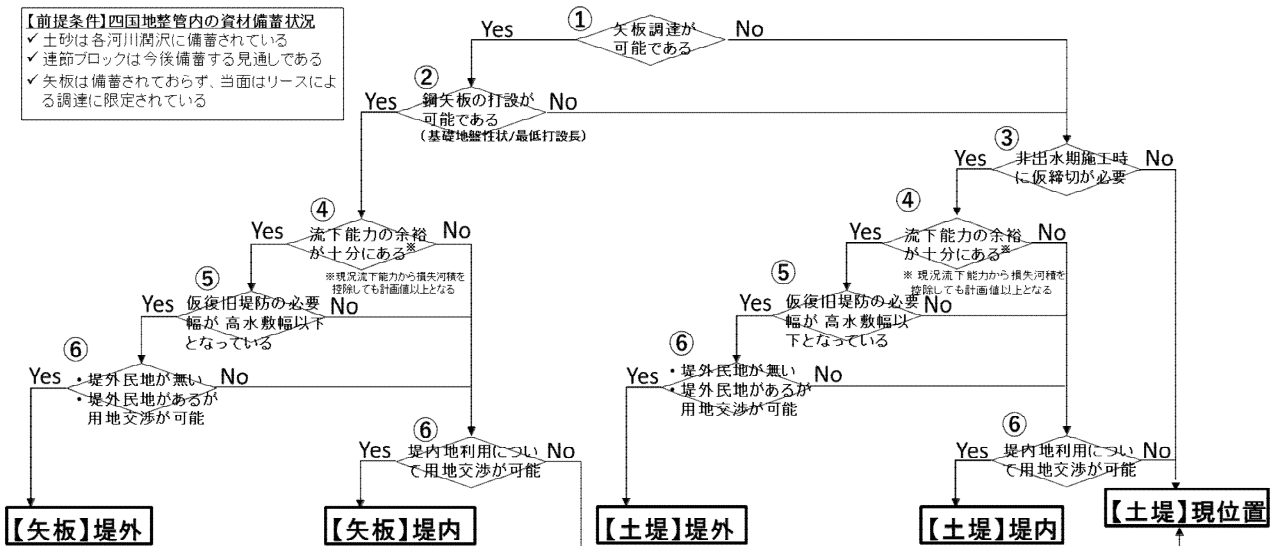 【前提条件】四国地整管内の資材備蓄状況
✓ 土砂は各河川潤沢に備蓄されている
✓ 連節ブロックは今後備蓄する見通しである
✓ 矢板は備蓄されておらず、当面はリースによ
る調達に限定されている
①
Yes
矢板調達が
可能である
No
②
Yes
鋼矢板の打設が
可能である
(基礎地盤性状/最低打設長)
No
③
Yes
非出水期施工時
に仮締切が必要
No
④
Yes
流下能力の余裕
が十分にある※
No
※現況流下能力から損失河積を
控除しても計画値以上となる
⑤
Yes
仮復旧堤防の必要
幅が 高水敷幅以下
となっている
No
⑥
Yes
・堤外民地が無い
・堤外民地があるが
用地交渉が可能
No
⑥
Yes
堤内地利用につい
て用地交渉が可能
No
④
Yes
流下能力の余裕
が十分にある※
No
※ 現況流下能力から損失河積を
控除しても計画値以上となる
⑤
Yes
仮復旧堤防の必要
幅が 高水敷幅以
下となっている
No
⑥
Yes
・堤外民地が無い
・堤外民地があるが
用地交渉が可能
No
⑥
Yes
堤内地利用につい
て用地交渉が可能
No
【矢板】堤外
【矢板】堤内
【土堤】堤外
【土堤】堤内
【土堤】現位置